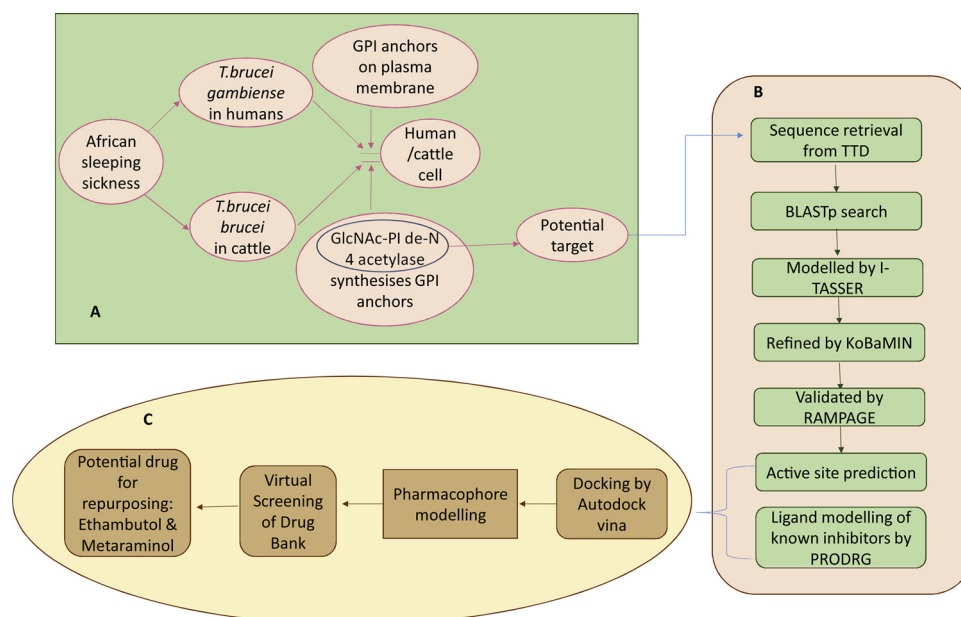 African
sleeping
sickness
T.brucei
gambiense
in humans
T.brucei
brucei
in cattle
GPI anchors
on plasma
membrane
Human
/cattle
cell
GlcNAc-PI de-N
4 acetylase
synthesises GPI
anchors
Potential
target
A
B
Sequence retrieval
from TTD
BLASTp search
Modelled by I-
TASSER
Refined by KoBaMIN
Validated by
RAMPAGE
Active site prediction
Ligand modelling of
known inhibitors by
PRODRG
C
Docking by
Autodock
vina
Pharmacophore
modelling
Virtual
Screening
of Drug
Bank
Potential drug
for
repurposing:
Ethambutol &
Metaraminol